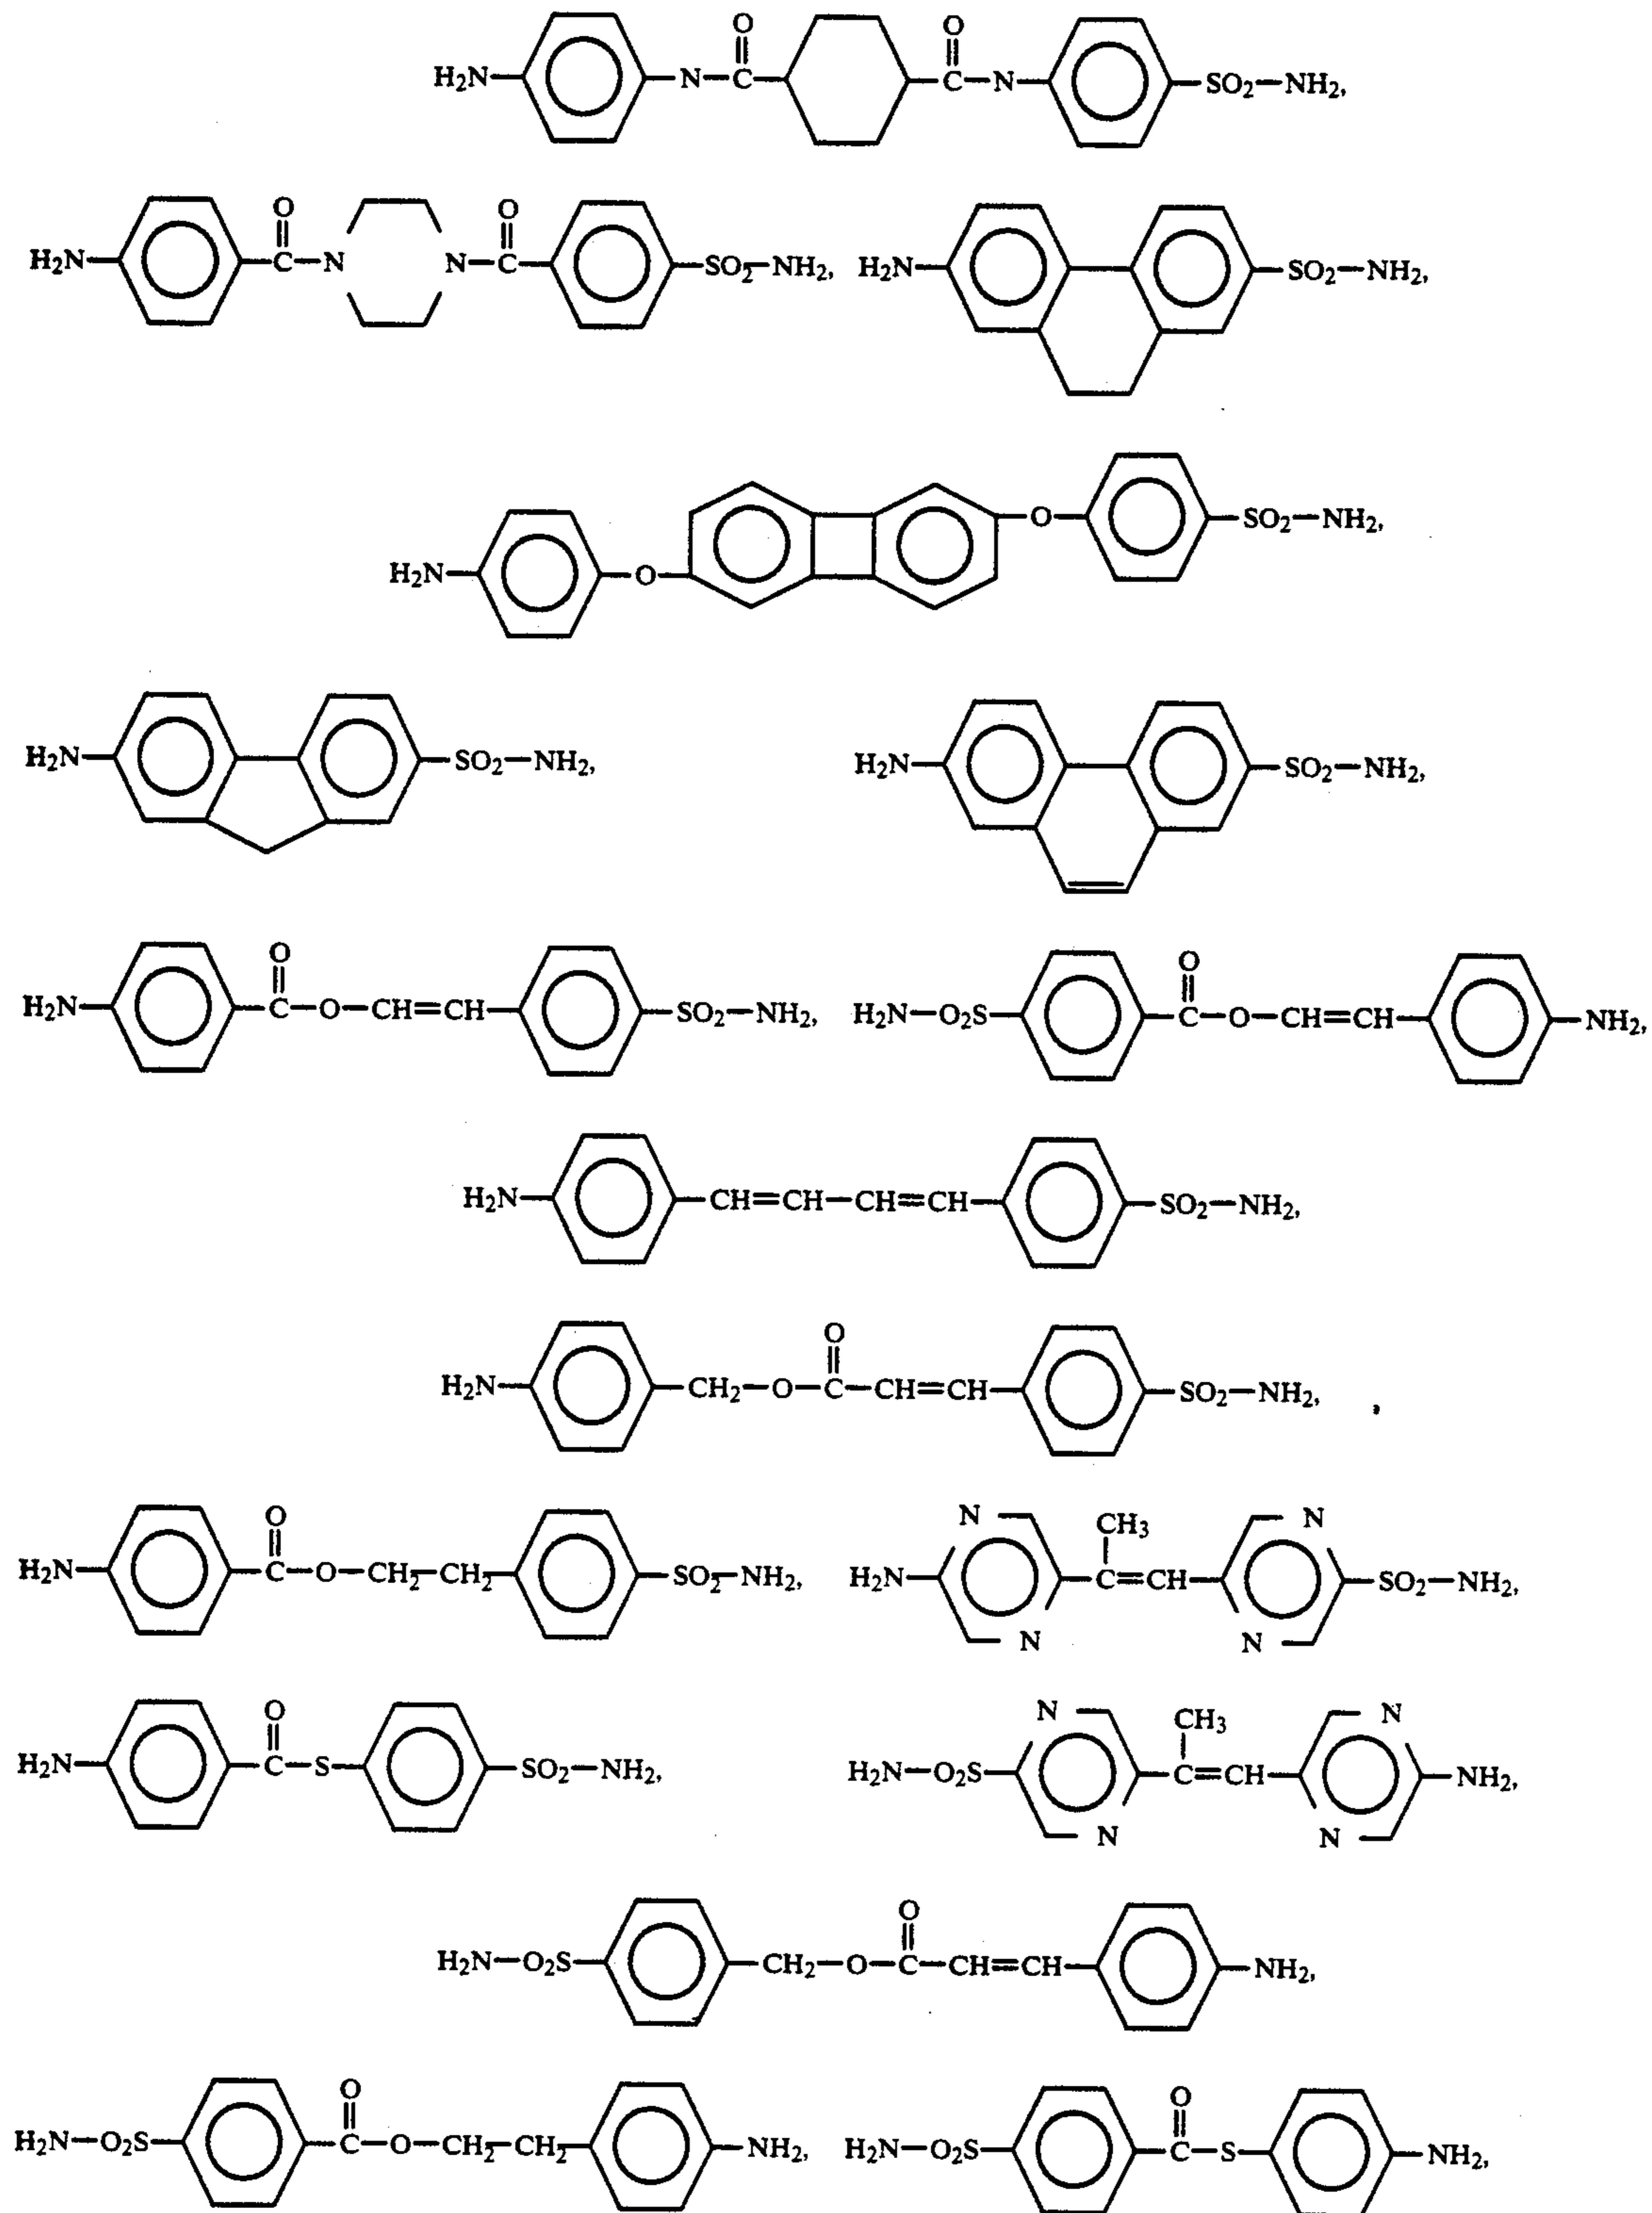 O O
H2N N—C C—N SO2—NH2,
O O
H2N C—N N—C SO2—NH2, H2N SO2—NH2,
O SO2—NH2,
H2N O
H2N SO2—NH2, H2N SO2—NH2,
O O
H2N C—O—CH=CH SO2—NH2, H2N—O2S C—O—CH=CH NH2,
H2N CH=CH—CH=CH SO2—NH2,
O
H2N CH2—O—C—CH=CH SO2—NH2, ,
O N CH3 N
H2N C—O—CH2—CH2 SO2—NH2, H2N C=CH SO2—NH2,
N N
O N CH3 N
H2N C—S SO2—NH2, H2N—O2S C=CH NH2,
N N
O
H2N—O2S CH2—O—C—CH=CH NH2,
O O
H2N—O2S C—O—CH2—CH2 NH2, H2N—O2S C—S NH2,